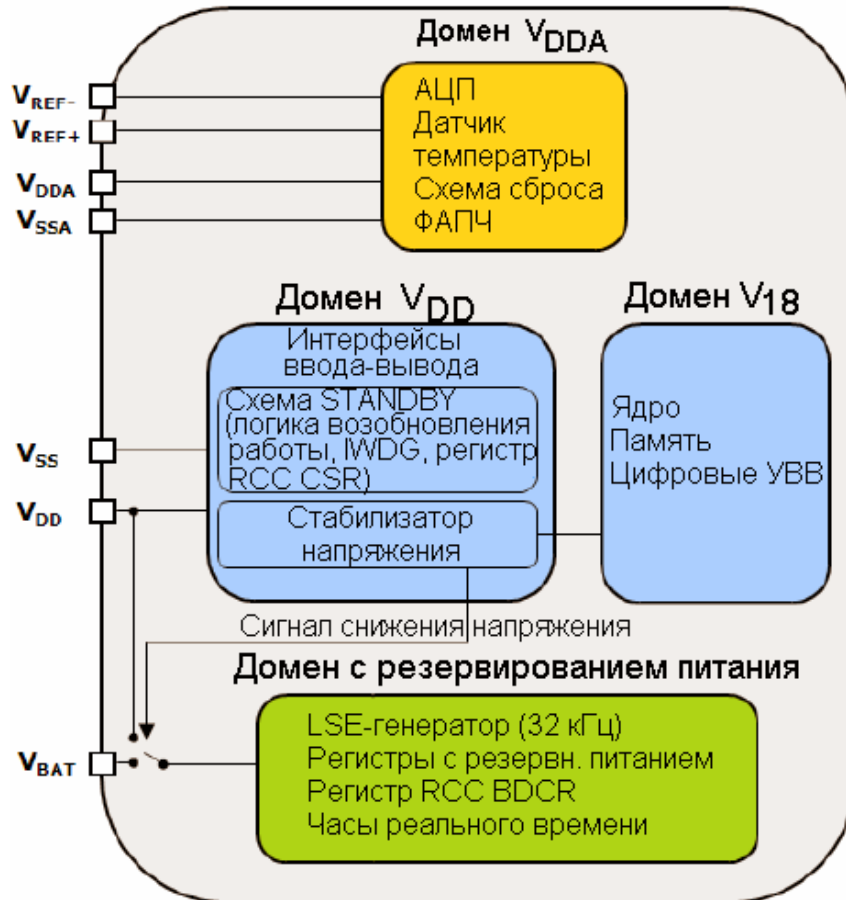 Домен VDDA
VREF-
VREF+
VDDA
VSSA
АЦП
Датчик
температуры
Схема сброса
ФАПЧ
Домен VDD
Интерфейсы
ввода-вывода
Схема STANDBY
(логика возобновления
работы, IWDG, регистр
RCC CSR)
Стабилизатор
напряжения
Домен V18
Ядро
Память
Цифровые УВВ
VSS
VDD
Сигнал снижения напряжения
Домен с резервированием питания
VBAT
LSE-генератор (32 кГц)
Регистры с резервн. питанием
Регистр RCC BDCR
Часы реального времени